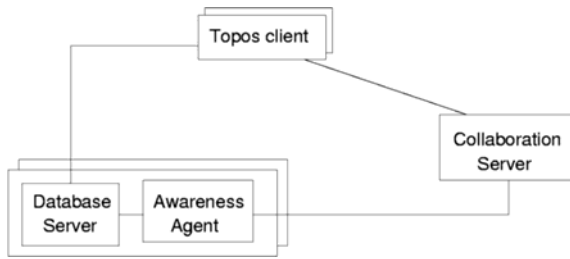 Topos client
Collaboration
Server
Database
Server
Awareness
Agent